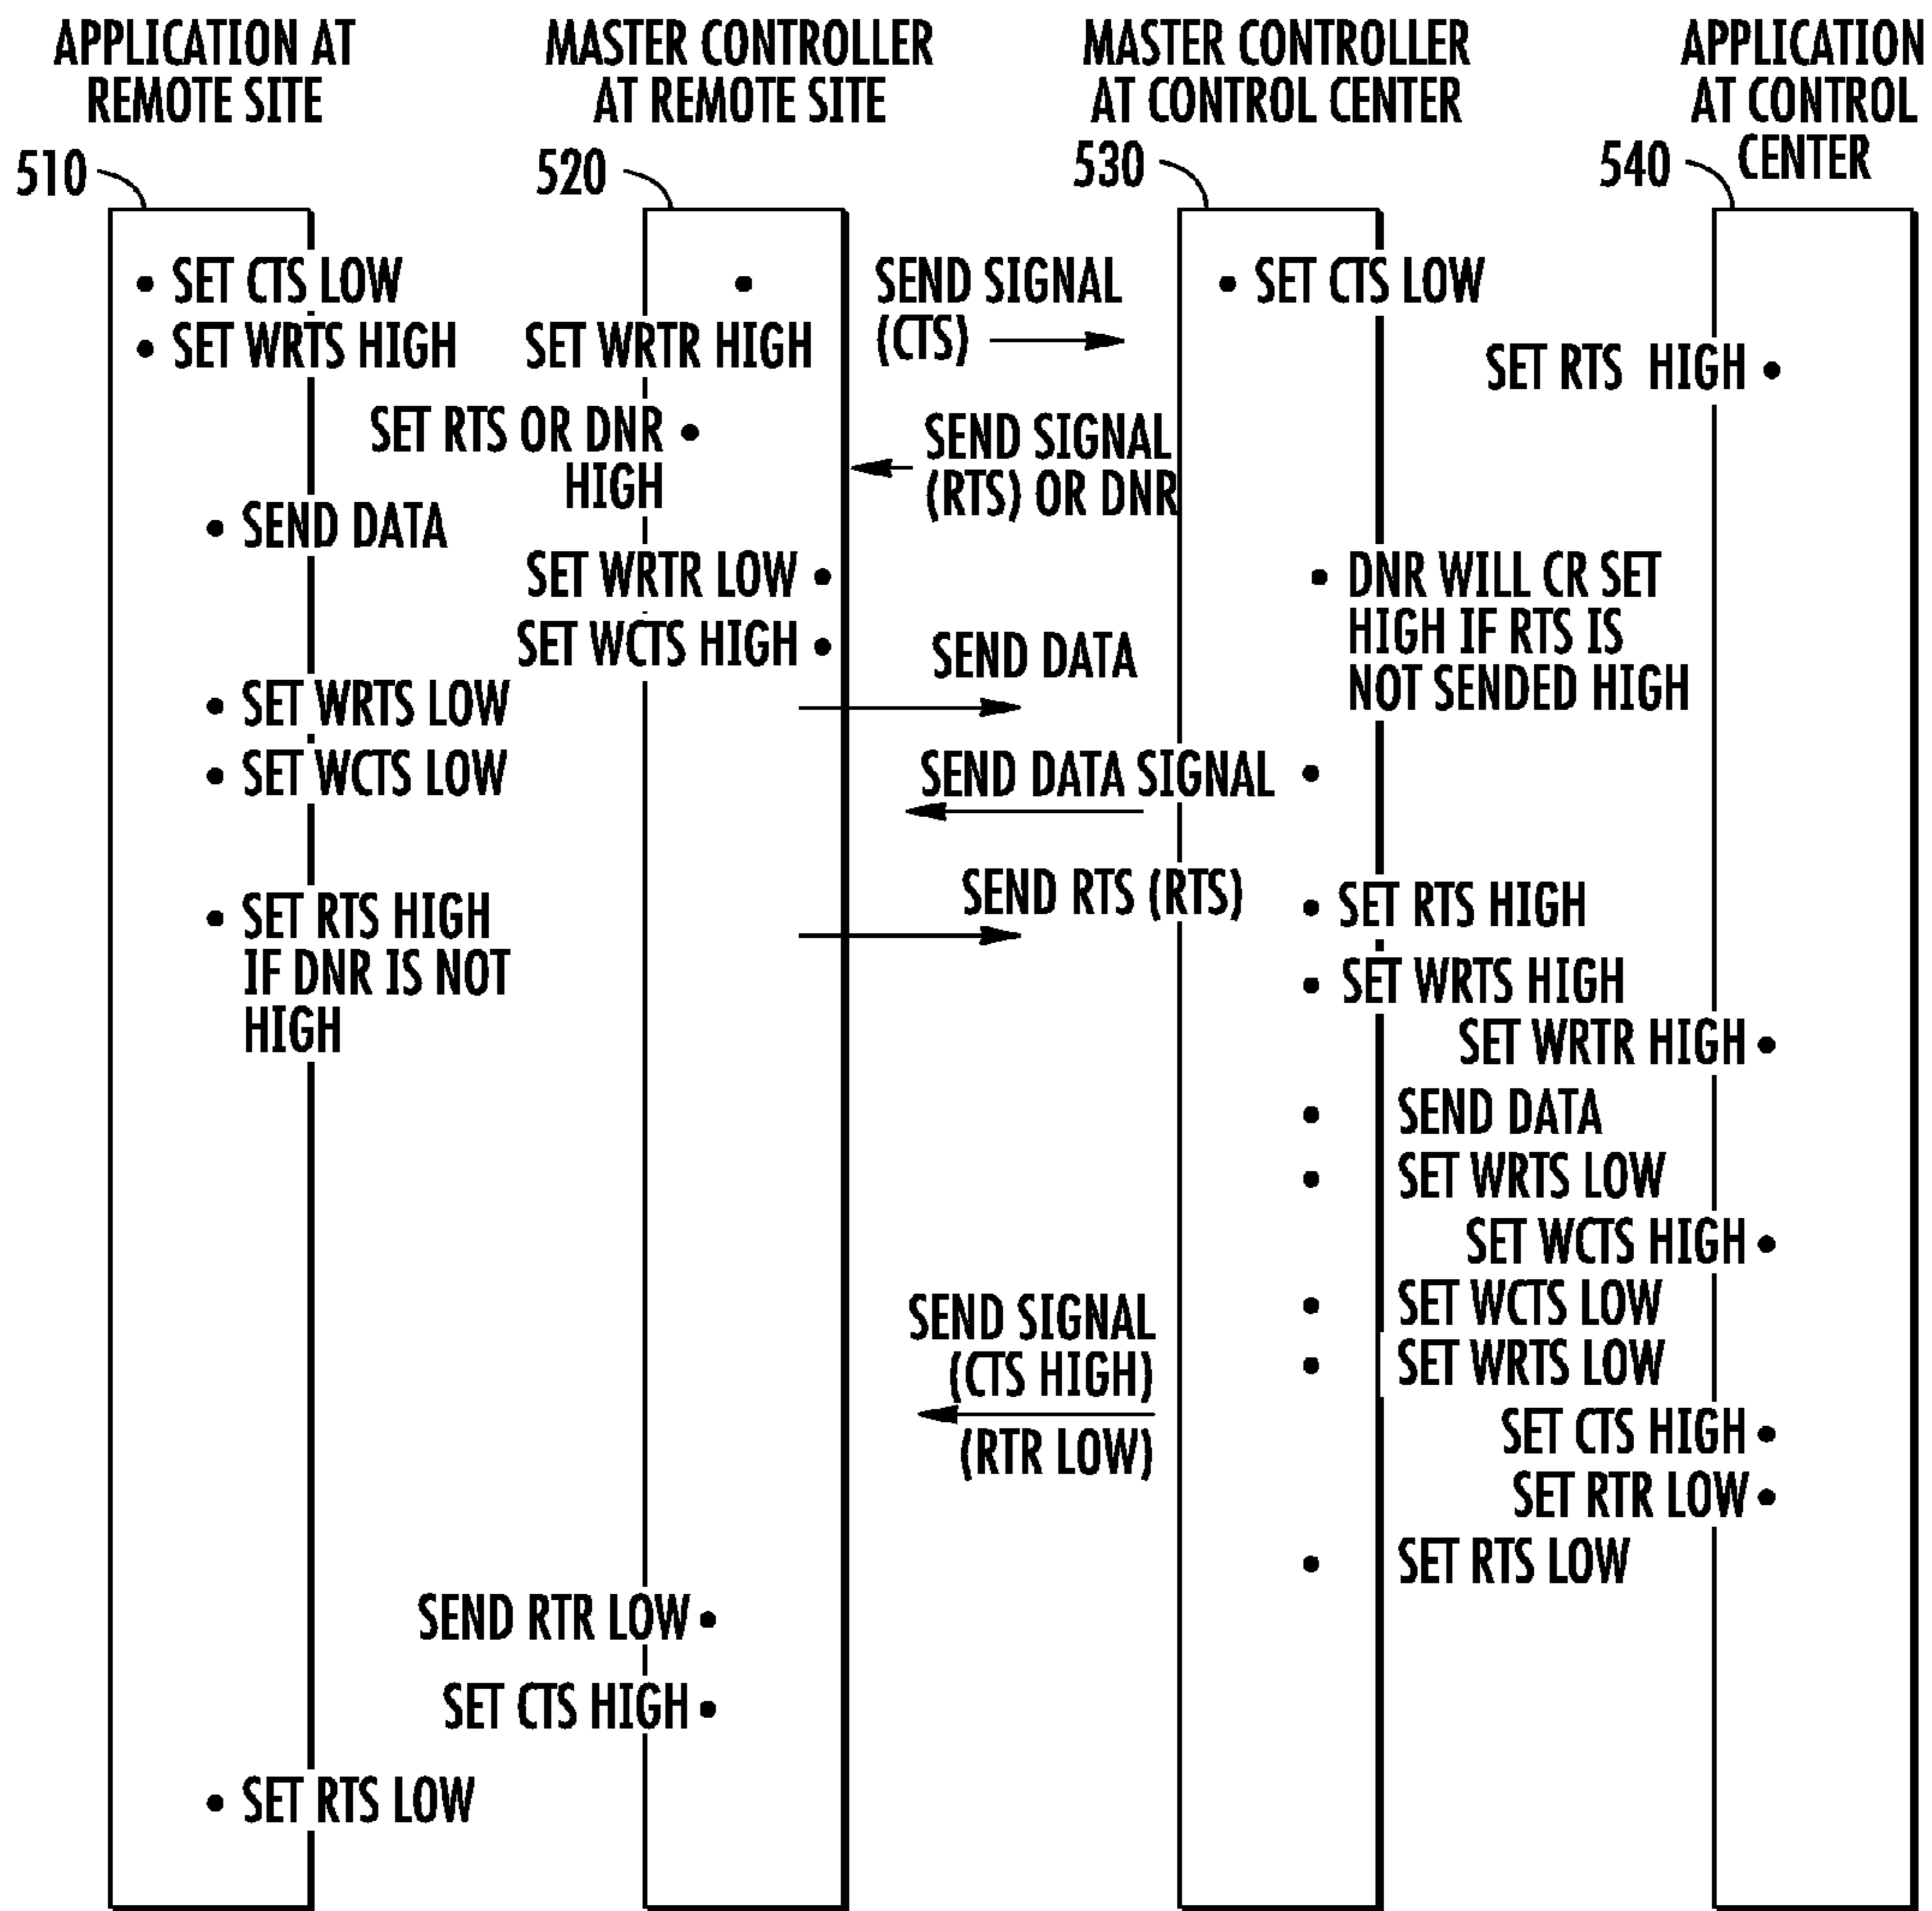 APPLICATION AT
REMOTE SITE
MASTER CONTROLLER
AT REMOTE SITE
MASTER CONTROLLER
AT CONTROL CENTER
APPLICATION
AT CONTROL
CENTER
510
520
530
540
SET CTS LOW
SEND SIGNAL
(CTS)
SET CTS LOW
SET WRTS HIGH
SET WRTR HIGH
SET RTS HIGH
SET RTS OR DNR
HIGH
SEND SIGNAL
(RTS) OR DNR
SEND DATA
SET WRTR LOW
DNR WILL CR SET
HIGH IF RTS IS
NOT SENDED HIGH
SET WCTS HIGH
SEND DATA
SET WRTS LOW
SET WCTS LOW
SEND DATA SIGNAL
SEND RTS (RTS)
SET RTS HIGH
SET RTS HIGH
IF DNR IS NOT
HIGH
SET WRTS HIGH
SET WRTR HIGH
SEND DATA
SET WRTS LOW
SET WCTS HIGH
SET WCTS LOW
SEND SIGNAL
(CTS HIGH)
(RTR LOW)
SET WRTS LOW
SET CTS HIGH
SET RTR LOW
SET RTS LOW
SEND RTR LOW
SET CTS HIGH
SET RTS LOW